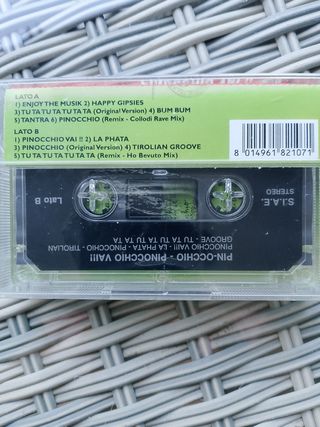 LATO A
1) ENJOY THE MUSIK 2) HAPPY GIPSIES
3) TU TA TU TA TU TA TA (Original Version) 4) BUM BUM
5) TANTRA 6) PINOCCHIO (Remix - Collodi Rave Mix)
LATO B
1) PINOCCHIO VAI !! 2) LA PHATA
3) PINOCCHIO (Original Version) 4) TIROLIAN GROOVE
5) TU TA TU TA TU TA TA (Remix - Ho Bevuto Mix)
8 014961 821071
Lato B
S.I.A.E.
STEREO
PIN-OCCHIO - PINOCCHIO VAI!!
PINOCCHIO VAI!! - LA PHATA - PINOCCHIO - TIROLIAN
GROOVE - TU TA TU TA TU TA TA